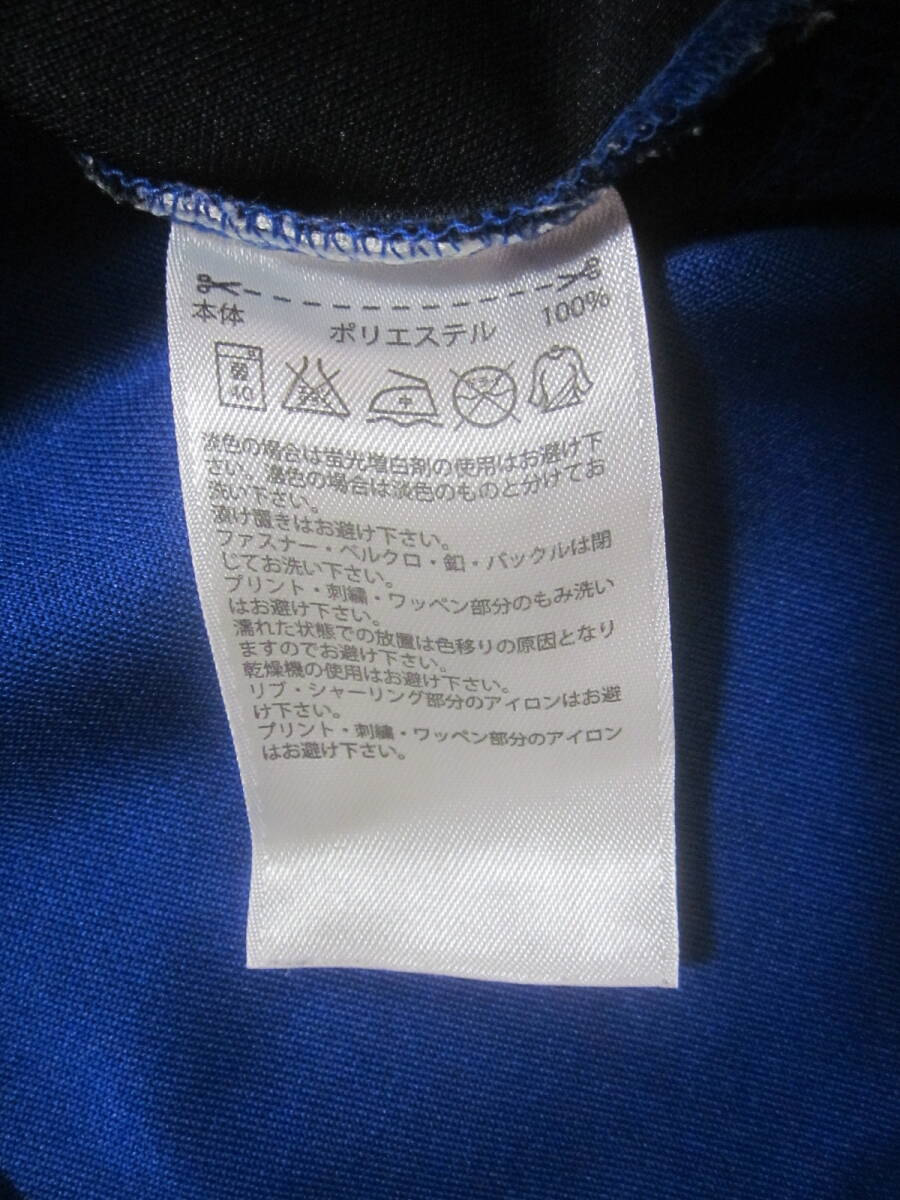 本体 ポリエステル 100%
弱 中
40
淡色の場合は蛍光増白剤の使用はお避け下
さい。濃色の場合は淡色のものと分けてお
洗い下さい。
漬け置きはお避け下さい。
ファスナー・ベルクロ・釦・バックルは閉
じてお洗い下さい。
プリント・刺繍・ワッペン部分のもみ洗い
はお避け下さい。
濡れた状態での放置は色移りの原因となり
ますのでお避け下さい。
乾燥機の使用はお避け下さい。
リブ・シャーリング部分のアイロンはお避
け下さい。
プリント・刺繍・ワッペン部分のアイロン
はお避け下さい。